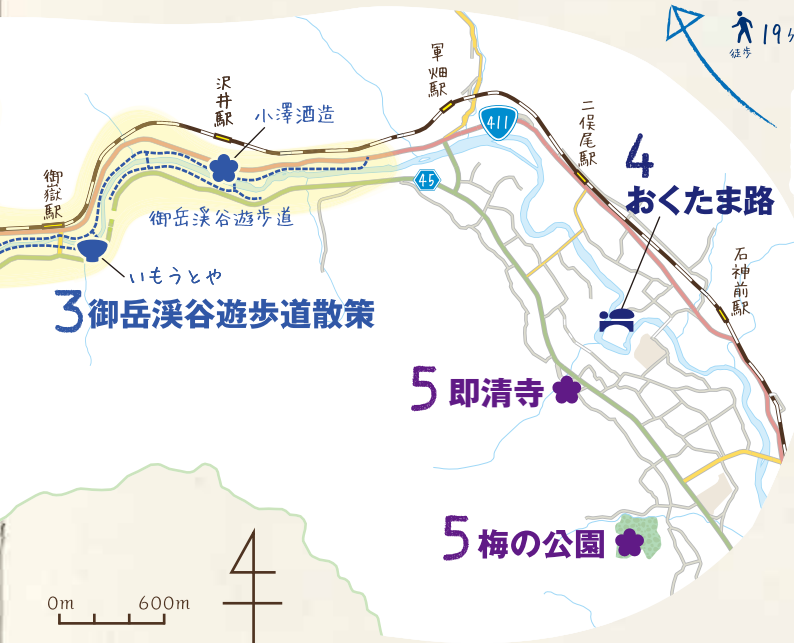 徒歩
19分
軍畑駅
沢井駅
小澤酒造
411
二俣尾駅
4
おくたま路
45
御嶽駅
御岳渓谷遊歩道
いもうとや
石神前駅
3 御岳渓谷遊歩道散策
5 即清寺
5 梅の公園
0m 600m